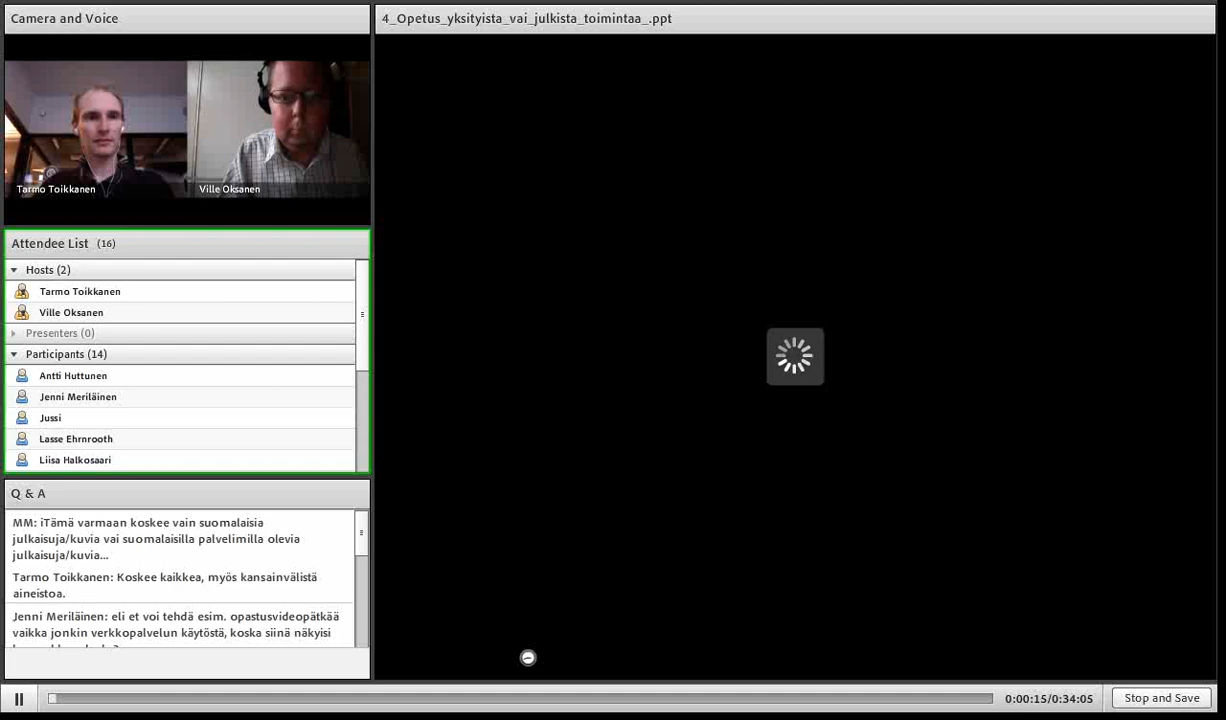 Camera and Voice
4_Opetus_yksityista_vai_julkista_toimintaa_.ppt
Tarmo Toikkanen
Ville Oksanen
Attendee List (16)
Hosts (2)
Tarmo Toikkanen
Ville Oksanen
Presenters (0)
Participants (14)
Antti Huttunen
Jenni Meriläinen
Jussi
Lasse Ehrnrooth
Liisa Halkosaari
Q & A
MM: iTämä varmaan koskee vain suomalaisia
julkaisuja/kuvia vai suomalaisilla palvelimilla olevia
julkaisuja/kuvia...
Tarmo Toikkanen: Koskee kaikkea, myös kansainvälistä
aineistoa.
Jenni Meriläinen: eli et voi tehdä esim. opastusvideopätkää
vaikka jonkin verkkopalvelun käytöstä, koska siinä näkyisi
0:00:15/0:34:05
Stop and Save